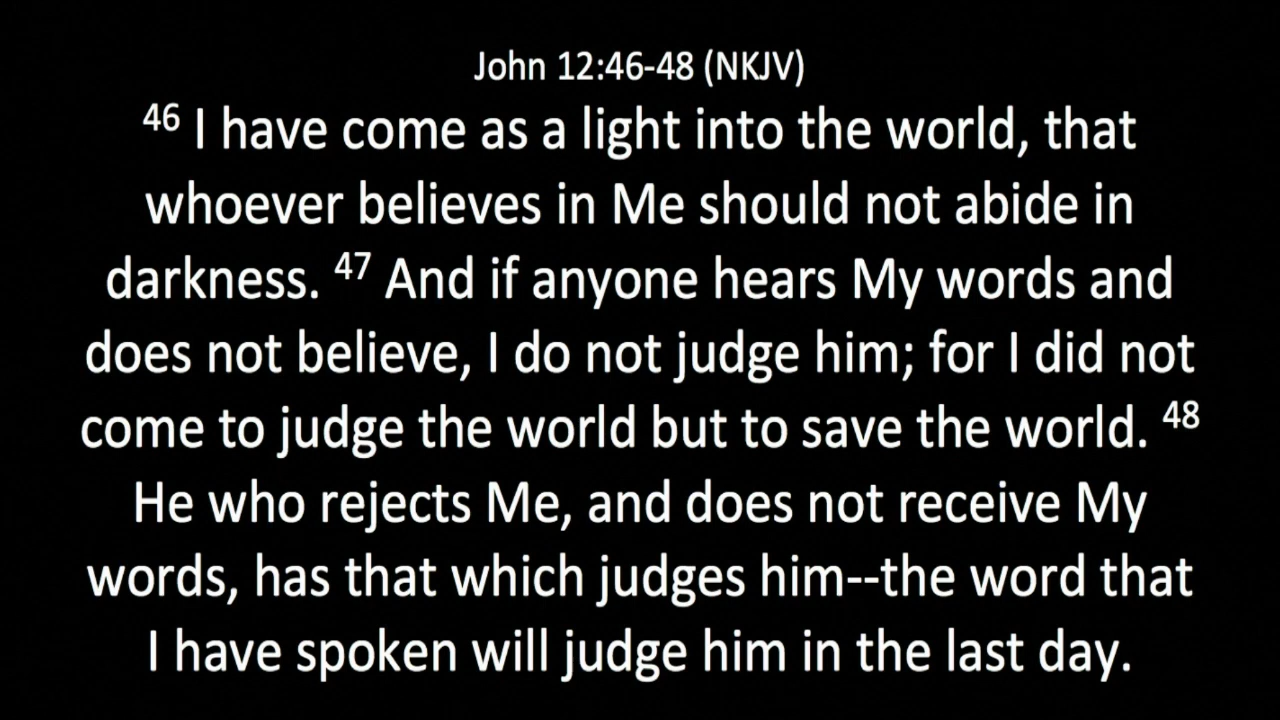 John 12:46-48 (NKJV)
46 I have come as a light into the world, that
whoever believes in Me should not abide in
darkness. 47 And if anyone hears My words and
does not believe, I do not judge him; for I did not
come to judge the world but to save the world. 48
He who rejects Me, and does not receive My
words, has that which judges him--the word that
I have spoken will judge him in the last day.